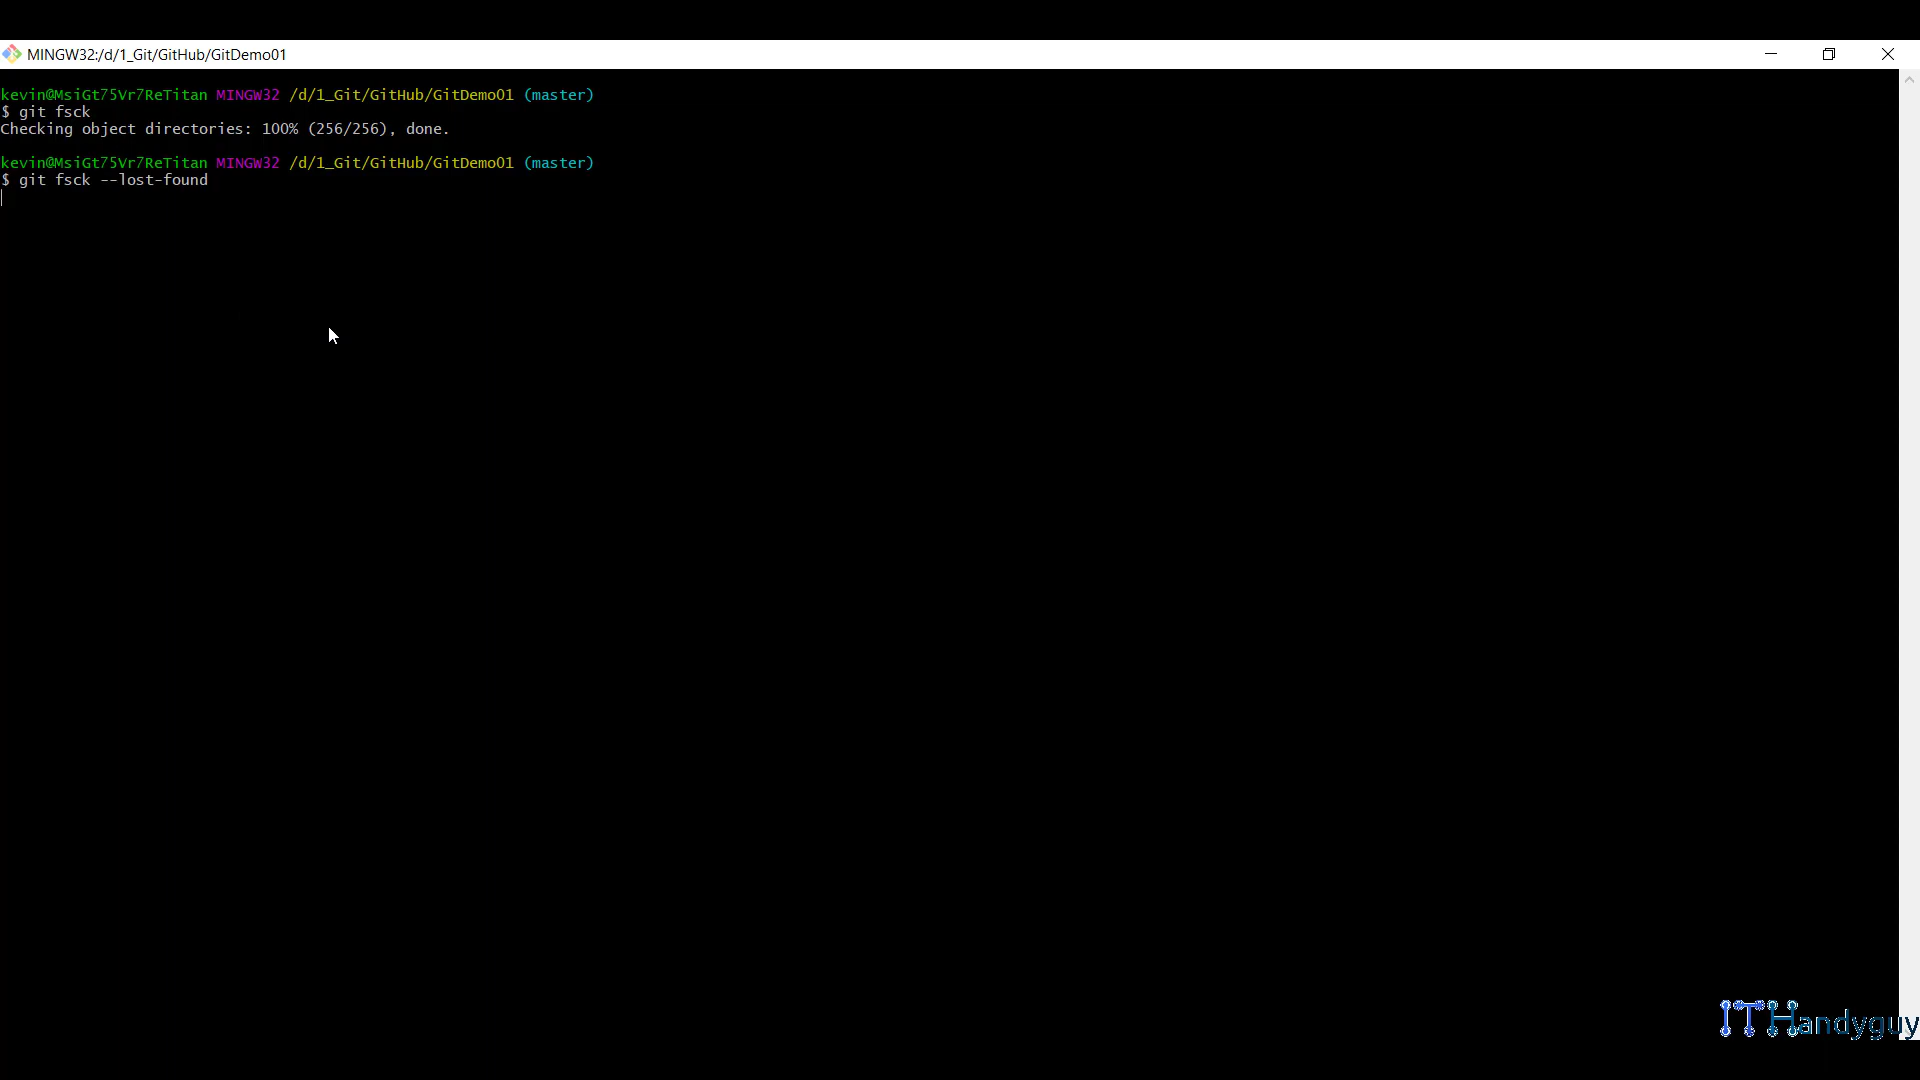 MINGW32:/d/1_Git/GitHub/GitDemo01
kevin@MsiGt75Vr7ReTitan MINGW32 /d/1_Git/GitHub/GitDemo01 (master)
$ git fsck
Checking object directories: 100% (256/256), done.
kevin@MsiGt75Vr7ReTitan MINGW32 /d/1_Git/GitHub/GitDemo01 (master)
$ git fsck --lost-found
ITHandyguy